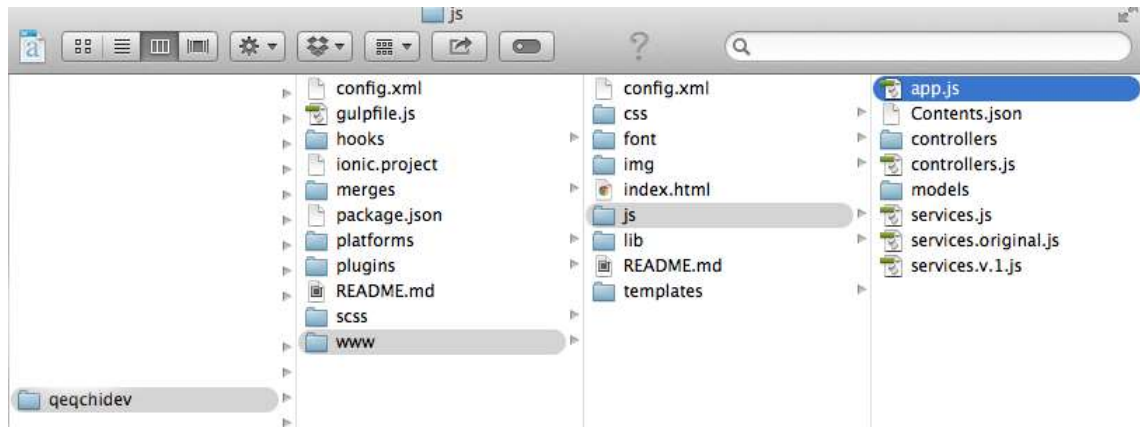 js
?
config.xml
gulpfile.js
hooks
ionic.project
merges
package.json
platforms
plugins
README.md
scss
www
qeqchidev
config.xml
css
font
img
index.html
js
lib
README.md
templates
app.js
Contents.json
controllers
controllers.js
models
services.js
services.original.js
services.v.1.js